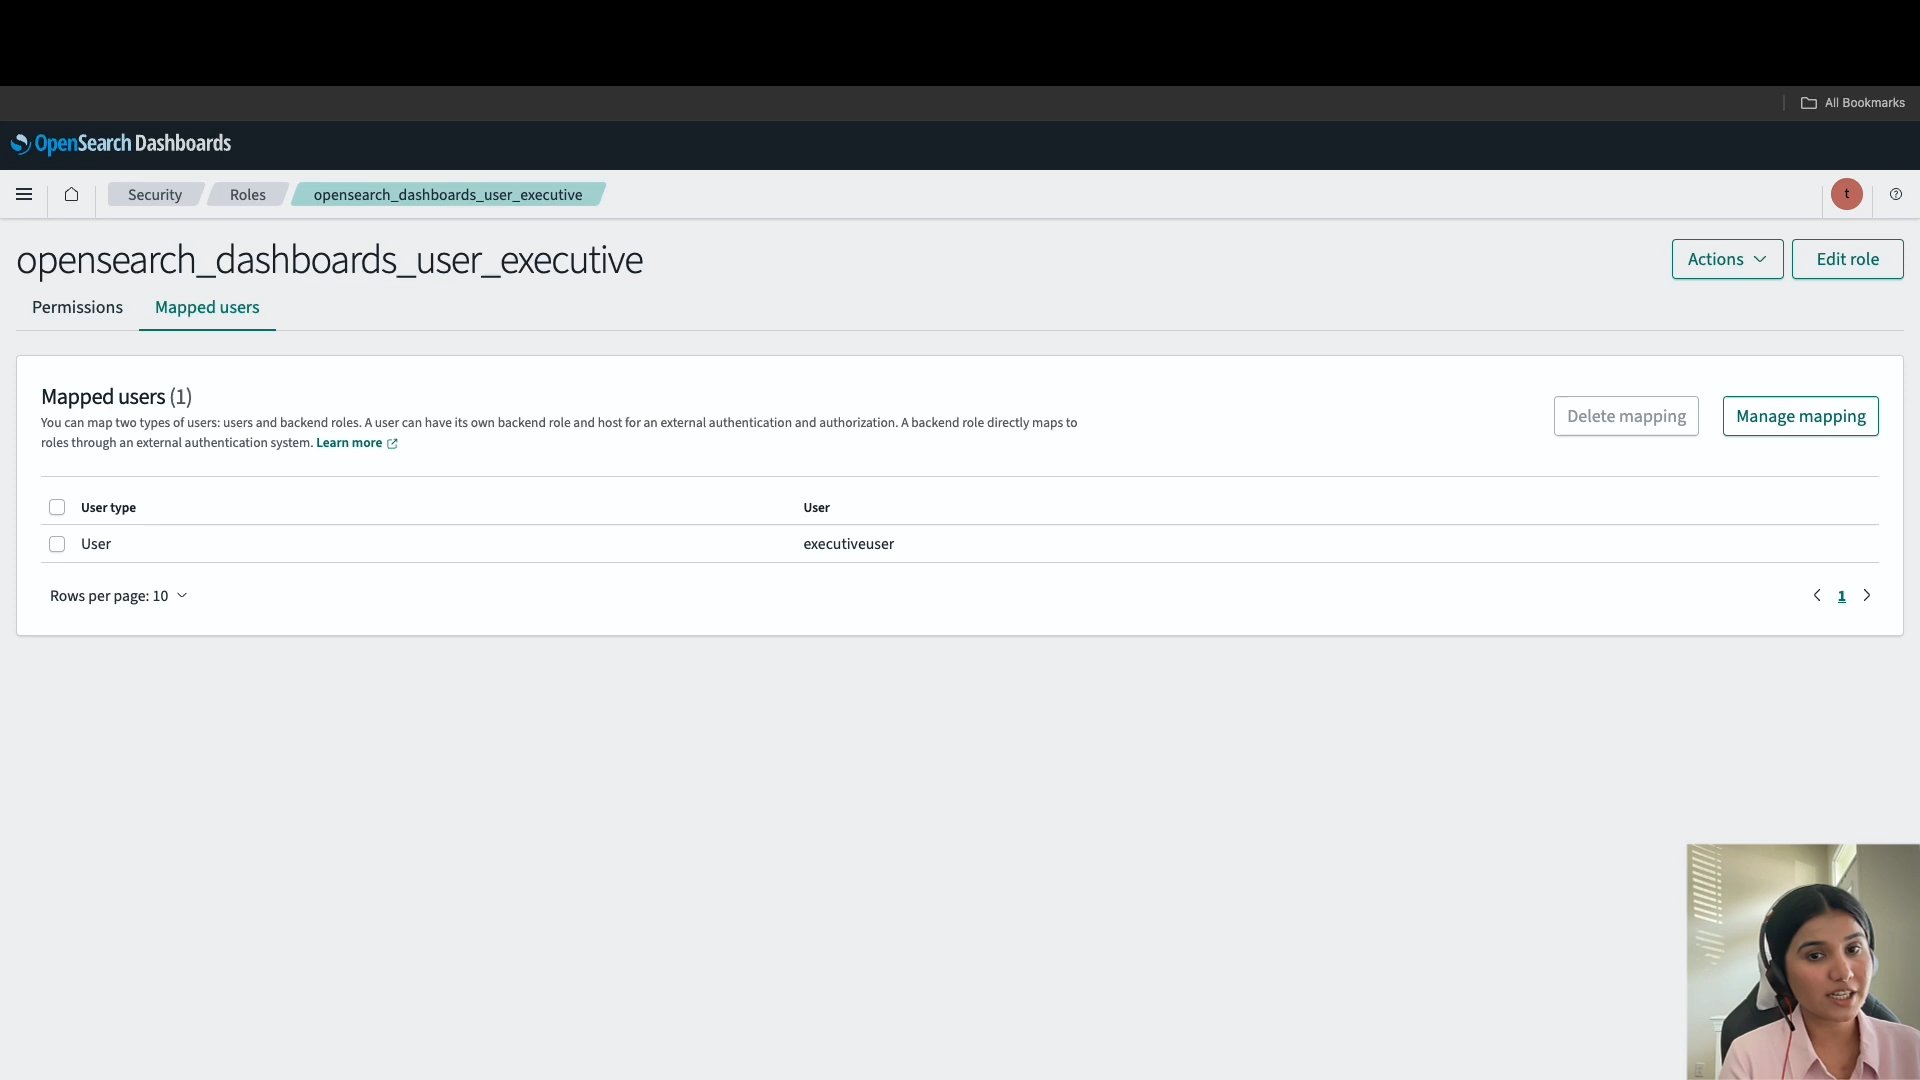 All Bookmarks
OpenSearch Dashboards
Security
Roles
opensearch_dashboards_user_executive
t
opensearch_dashboards_user_executive
Actions
Edit role
Permissions
Mapped users
Mapped users (1)
You can map two types of users: users and backend roles. A user can have its own backend role and host for an external authentication and authorization. A backend role directly maps to
roles through an external authentication system. Learn more
Delete mapping
Manage mapping
User type
User
User
executiveuser
Rows per page: 10
1